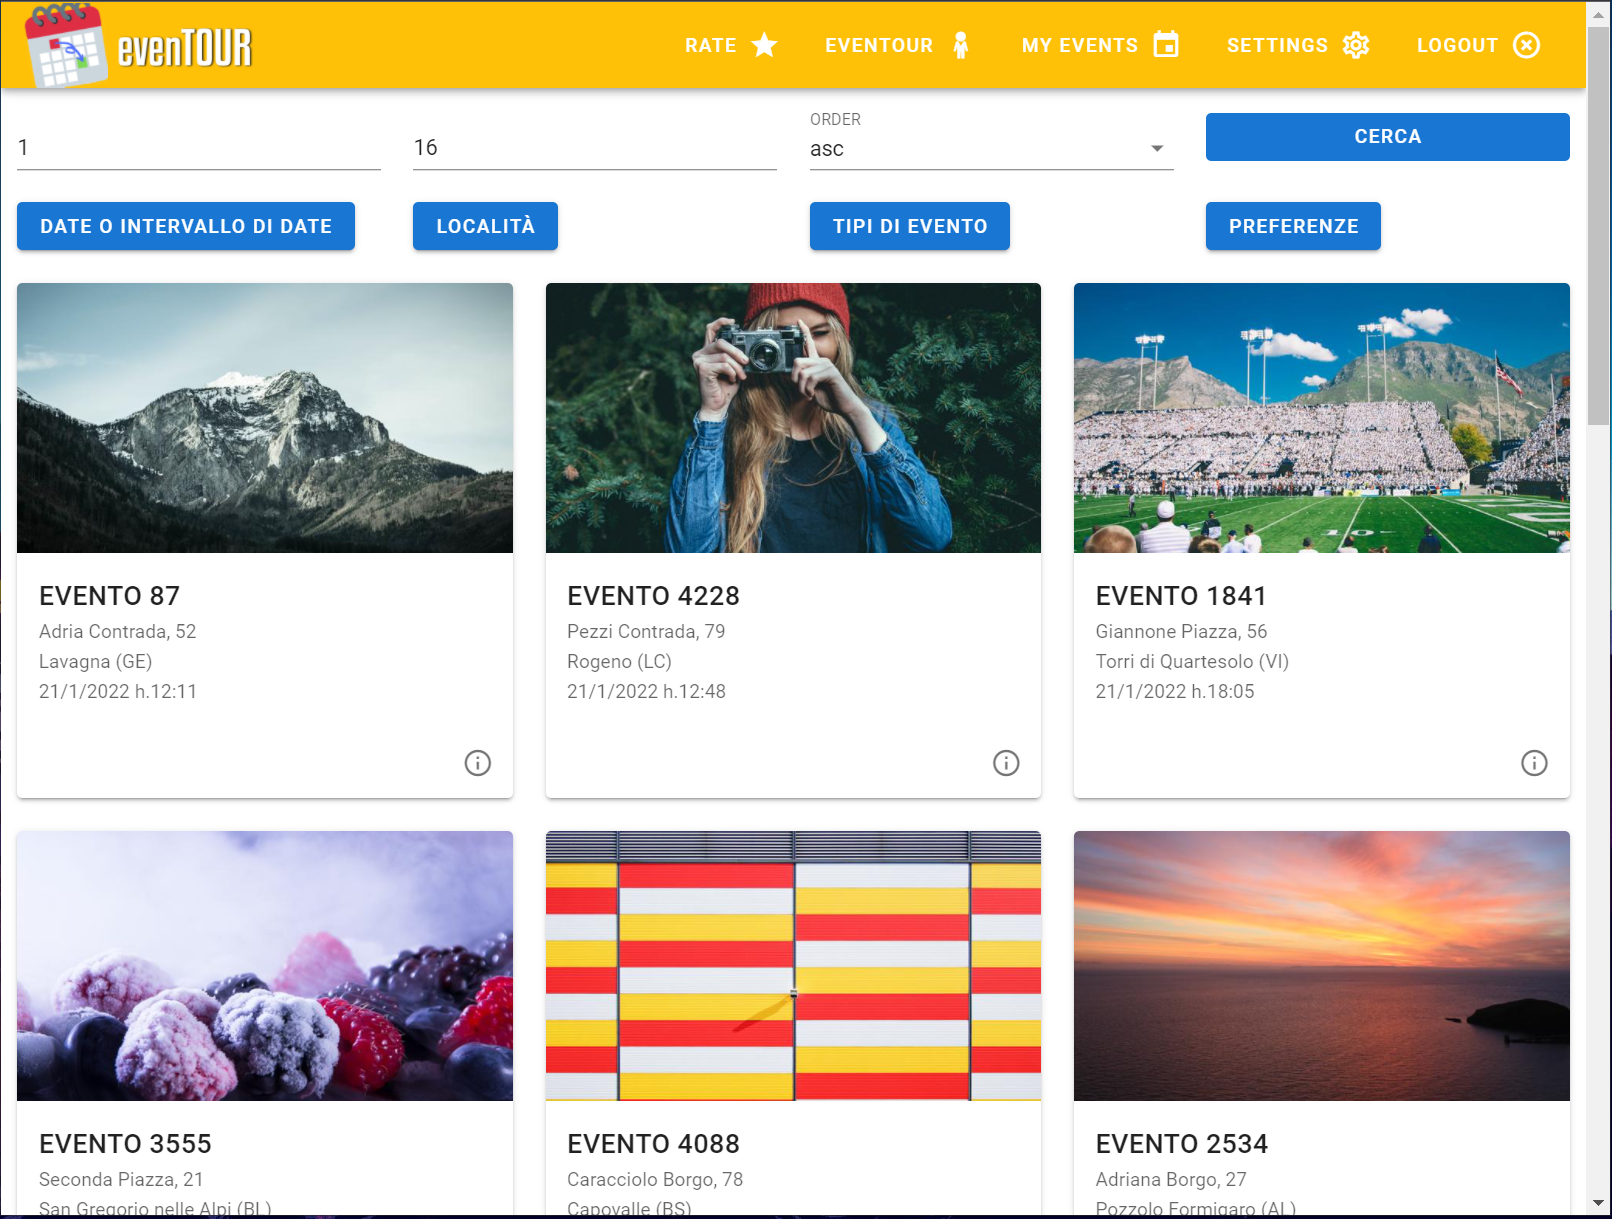 evenTOUR
RATE
EVENTOUR
MY EVENTS
SETTINGS
LOGOUT
1
16
ORDER
asc
CERCA
DATE O INTERVALLO DI DATE
LOCALITÀ
TIPI DI EVENTO
PREFERENZE
EVENTO 87
Adria Contrada, 52
Lavagna (GE)
21/1/2022 h.12:11
EVENTO 4228
Pezzi Contrada, 79
Rogeno (LC)
21/1/2022 h.12:48
EVENTO 1841
Giannone Piazza, 56
Torri di Quartesolo (VI)
21/1/2022 h.18:05
EVENTO 3555
Seconda Piazza, 21
San Gregorio nelle Alpi (BL)
EVENTO 4088
Caracciolo Borgo, 78
Capovalle (BS)
EVENTO 2534
Adriana Borgo, 27
Pozzolo Formigaro (AL)